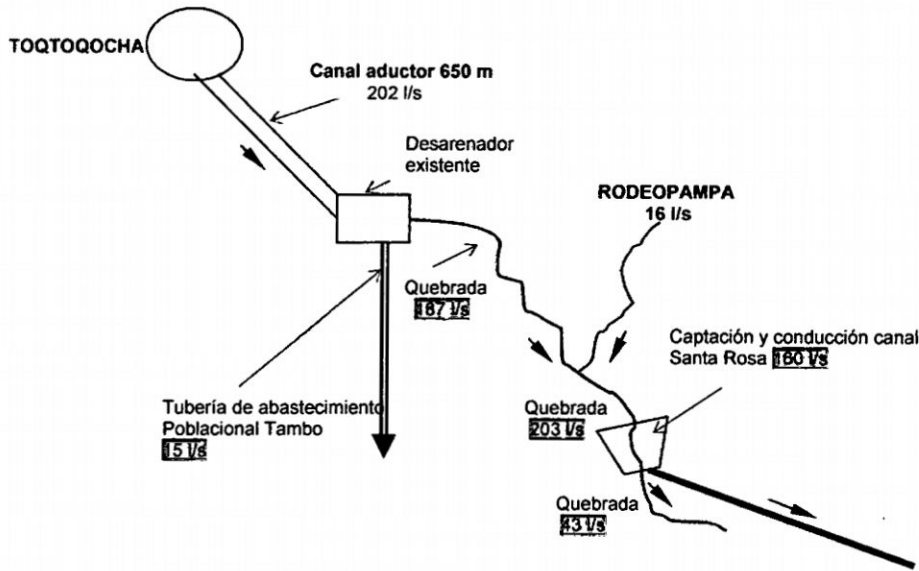 TOQTOQOCHA
Canal aductor 650 m
202 l/s
Desarenador
existente
RODEOPAMPA
16 l/s
Quebrada
187 l/s
Captación y conducción canal
Santa Rosa 160 l/s
Tubería de abastecimiento
Poblacional Tambo
15 l/s
Quebrada
203 l/s
Quebrada
43 l/s